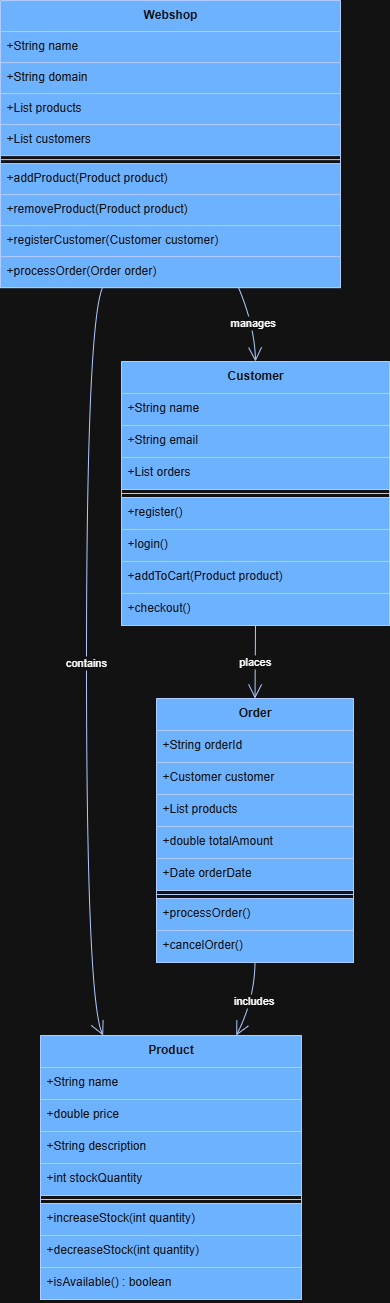 Webshop
+String name
+String domain
+List products
+List customers
+addProduct(Product product)
+removeProduct(Product product)
+registerCustomer(Customer customer)
+processOrder(Order order)
manages
Customer
+String name
+String email
+List orders
+register()
+login()
+addToCart(Product product)
+checkout()
contains
places
Order
+String orderId
+Customer customer
+List products
+double totalAmount
+Date orderDate
+processOrder()
+cancelOrder()
includes
Product
+String name
+double price
+String description
+int stockQuantity
+increaseStock(int quantity)
+decreaseStock(int quantity)
+isAvailable() : boolean